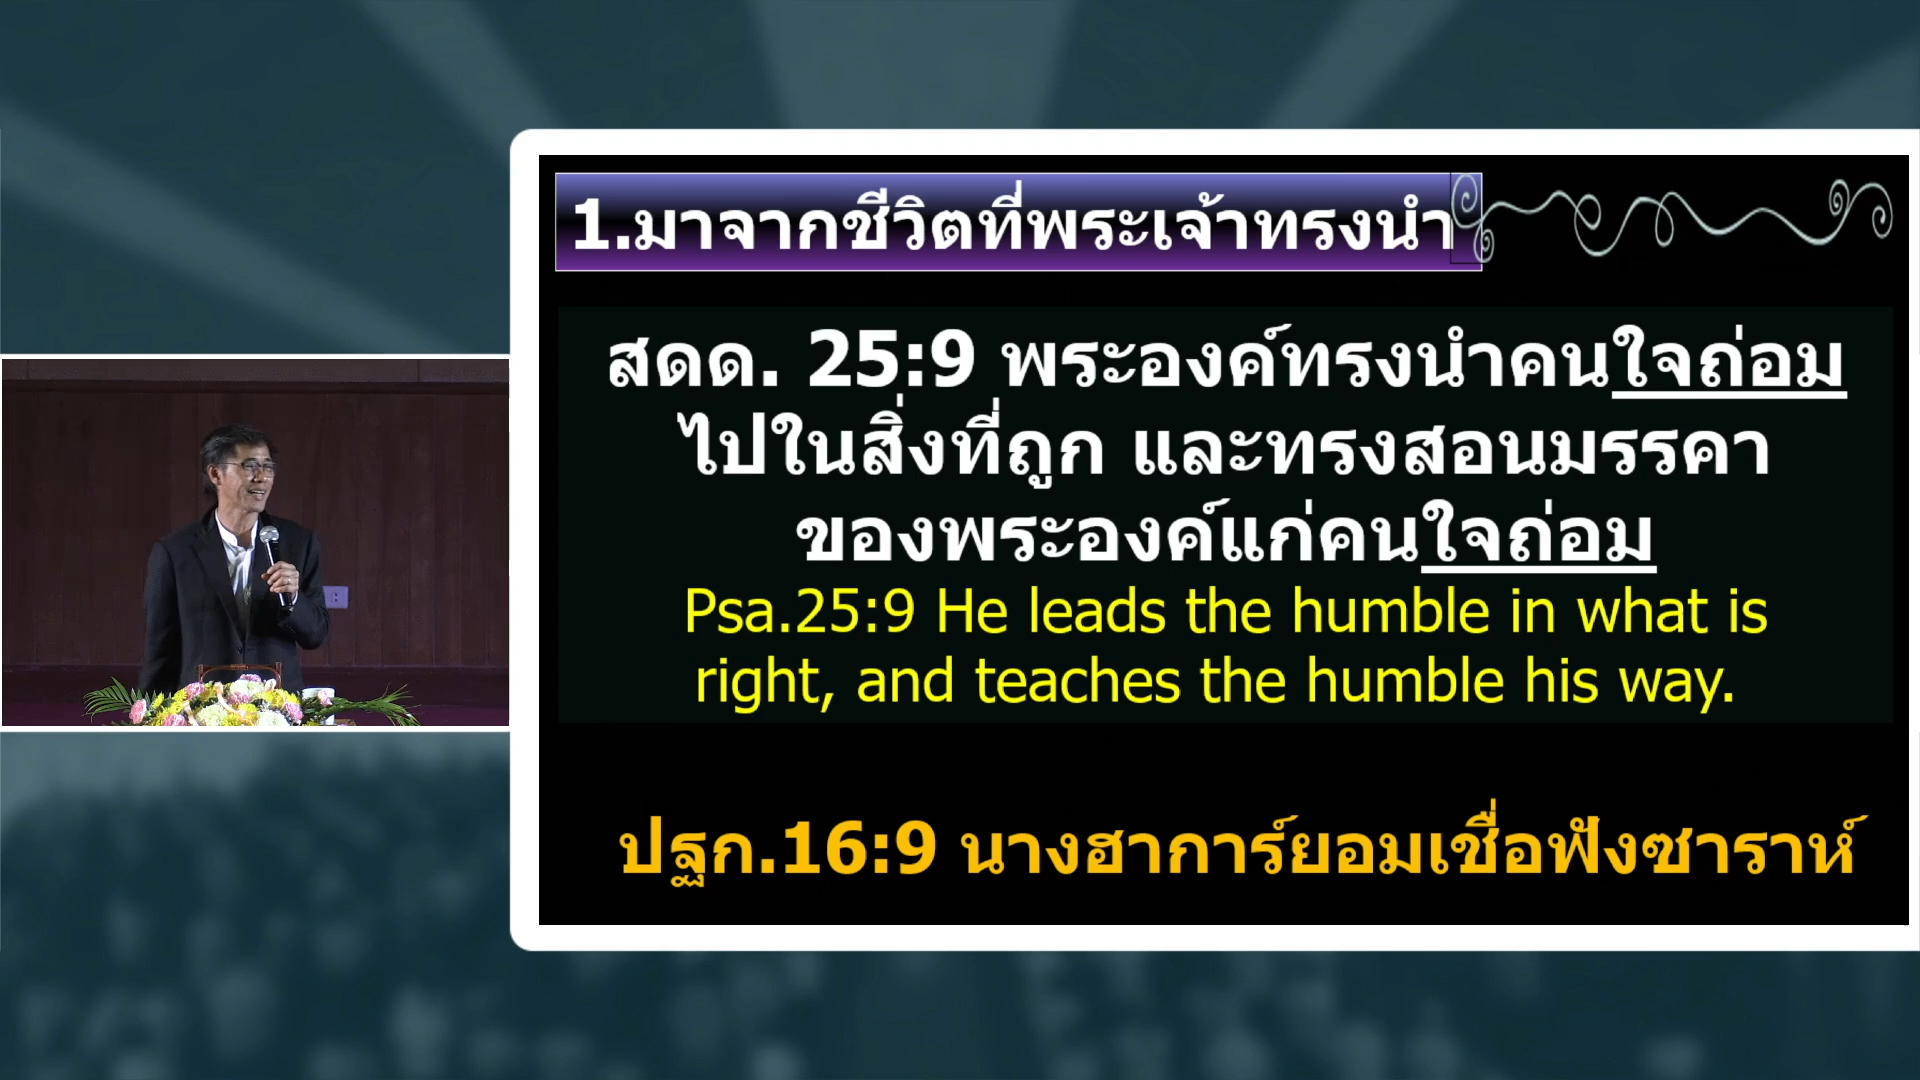 1.มาจากชีวิตที่พระเจ้าทรงนำ
สดด. 25:9 พระองค์ทรงนำคนใจถ่อม
ไปในสิ่งที่ถูก และทรงสอนมรรคา
ของพระองค์แก่คนใจถ่อม
Psa.25:9 He leads the humble in what is
right, and teaches the humble his way.
ปฐก.16:9 นางฮาการ์ยอมเชื่อฟังซาราห์